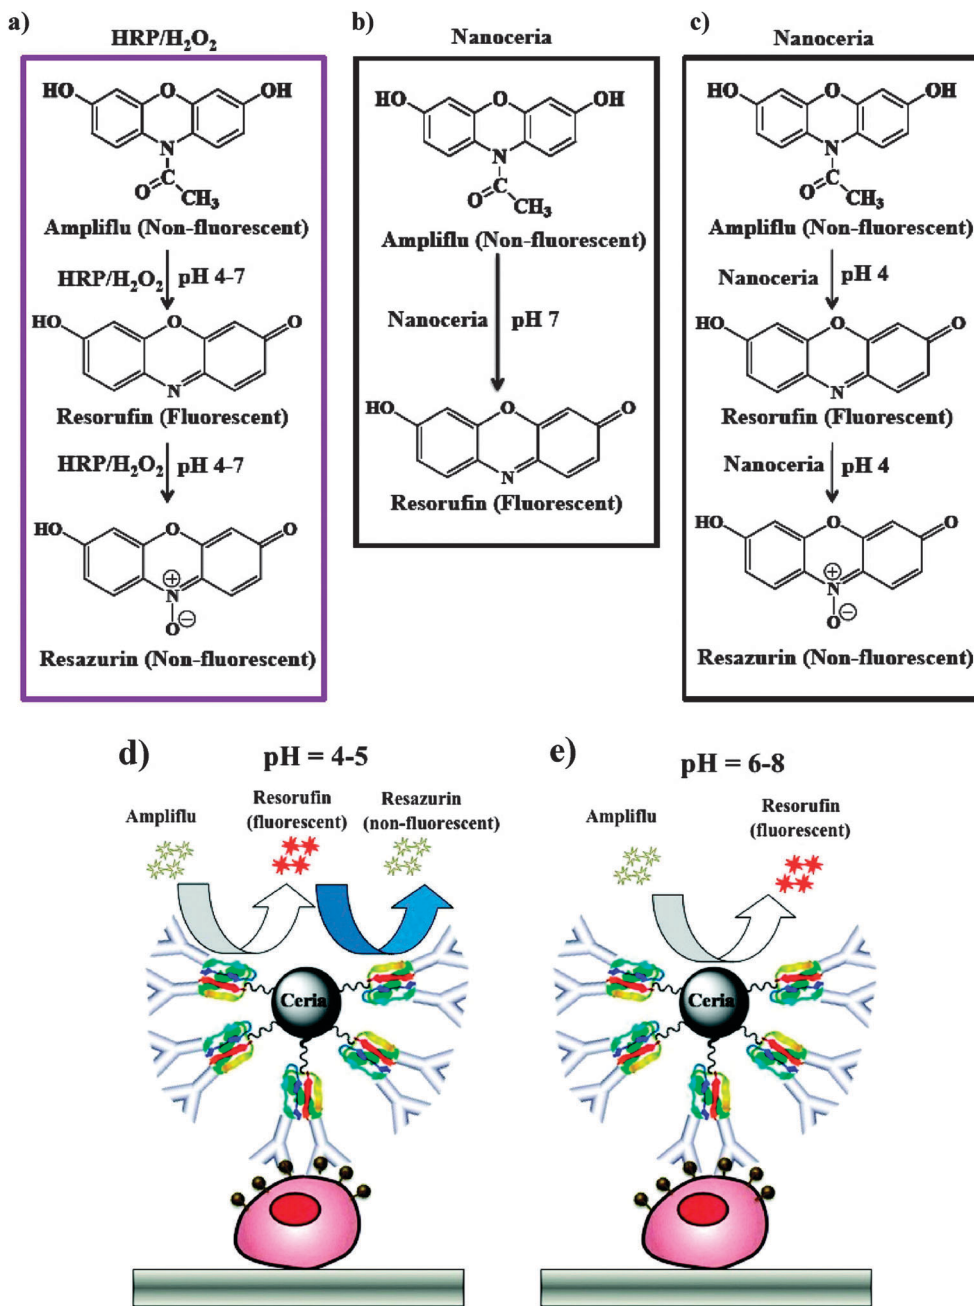 a)
HRP/H₂O₂
HO
O
OH
N
C
O
CH₃
Ampliflu (Non-fluorescent)
HRP/H₂O₂ pH 4-7
HO
O
O
N
Resorufin (Fluorescent)
HRP/H₂O₂ pH 4-7
HO
O
O
+
N
O −
Resazurin (Non-fluorescent)
b)
Nanoceria
HO
O
OH
N
C
O
CH₃
Ampliflu (Non-fluorescent)
Nanoceria pH 7
HO
O
O
N
Resorufin (Fluorescent)
c)
Nanoceria
HO
O
OH
N
C
O
CH₃
Ampliflu (Non-fluorescent)
Nanoceria pH 4
HO
O
O
N
Resorufin (Fluorescent)
Nanoceria pH 4
HO
O
O
+
N
O −
Resazurin (Non-fluorescent)
d)
pH = 4-5
Ampliflu
Resorufin
(fluorescent)
Resazurin
(non-fluorescent)
Ceria
e)
pH = 6-8
Ampliflu
Resorufin
(fluorescent)
Ceria